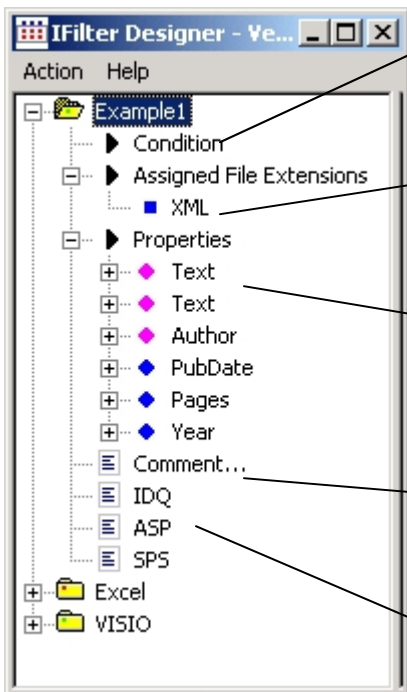 IFilter Designer - Ve...
Action Help
Example1
Condition
Assigned File Extensions
XML
Properties
Text
Text
Author
PubDate
Pages
Year
Comment...
IDQ
ASP
SPS
Excel
VISIO